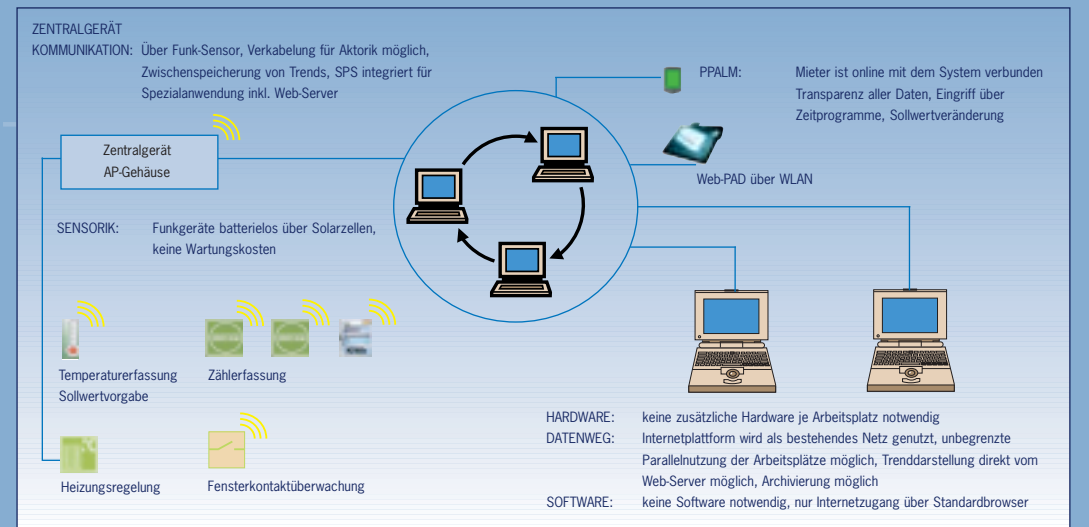 ZENTRALGERÄT
KOMMUNIKATION: Über Funk-Sensor, Verkabelung für Aktorik möglich,
Zwischenspeicherung von Trends, SPS integriert für
Spezialanwendung inkl. Web-Server
Zentralgerät
AP-Gehäuse
SENSORIK: Funkgeräte batterielos über Solarzellen,
keine Wartungskosten
Temperaturerfassung
Sollwertvorgabe
Zählerfassung
Heizungsregelung
Fensterkontaktüberwachung
PPALM: Mieter ist online mit dem System verbunden
Transparenz aller Daten, Eingriff über
Zeitprogramme, Sollwertveränderung
Web-PAD über WLAN
HARDWARE: keine zusätzliche Hardware je Arbeitsplatz notwendig
DATENWEG: Internetplattform wird als bestehendes Netz genutzt, unbegrenzte
Parallelnutzung der Arbeitsplätze möglich, Trenddarstellung direkt vom
Web-Server möglich, Archivierung möglich
SOFTWARE: keine Software notwendig, nur Internetzugang über Standardbrowser